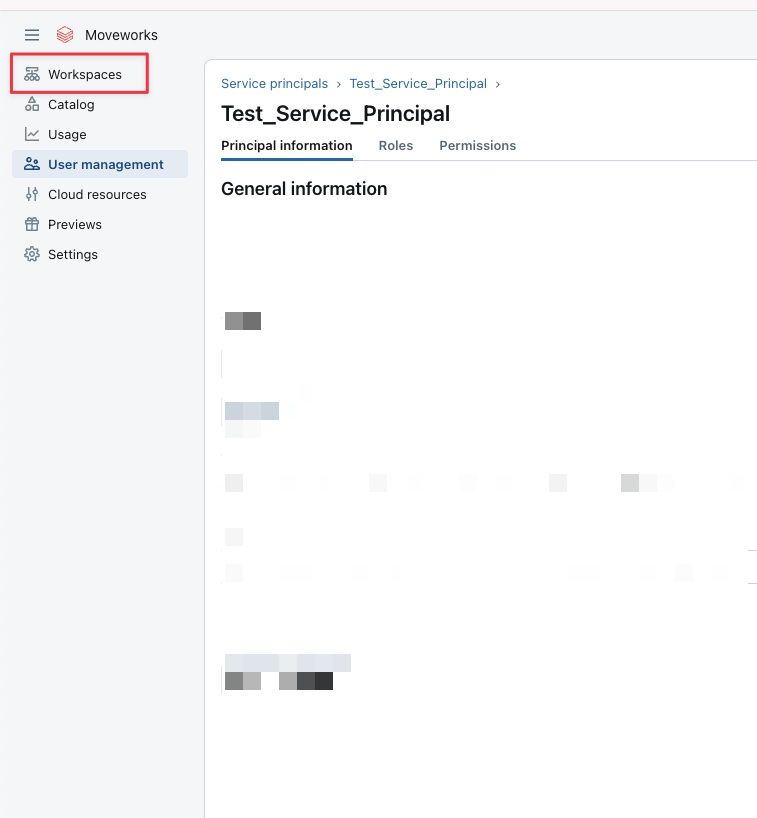 Moveworks
Workspaces
Catalog
Usage
User management
Cloud resources
Previews
Settings
Service principals › Test_Service_Principal ›
Test_Service_Principal
Principal information Roles Permissions
General information